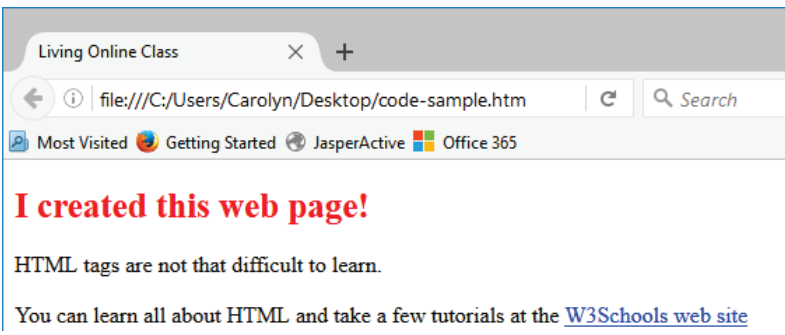 Living Online Class
file:///C:/Users/Carolyn/Desktop/code-sample.htm Search
Most Visited Getting Started JasperActive Office 365
I created this web page!
HTML tags are not that difficult to learn.
You can learn all about HTML and take a few tutorials at the W3Schools web site